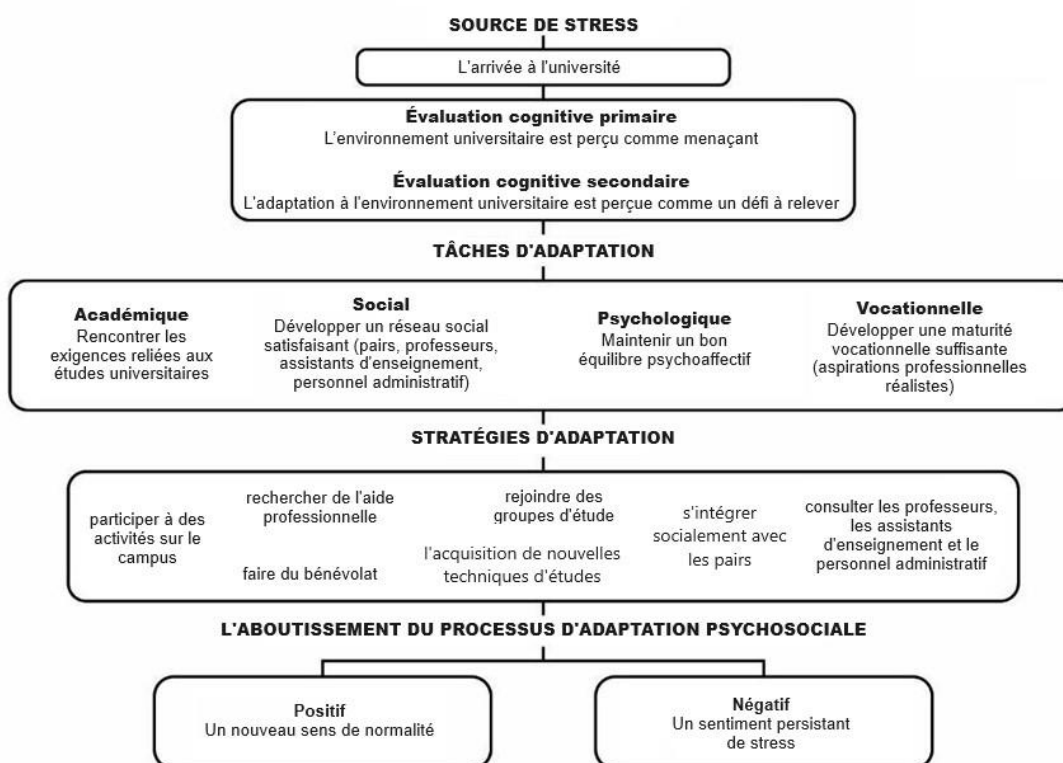 SOURCE DE STRESS
L'arrivée à l'université
Évaluation cognitive primaire
L'environnement universitaire est perçu comme menaçant
Évaluation cognitive secondaire
L'adaptation à l'environnement universitaire est perçue comme un défi à relever
TÂCHES D'ADAPTATION
Académique
Rencontrer les
exigences reliées aux
études universitaires
Social
Développer un réseau social
satisfaisant (pairs, professeurs,
assistants d'enseignement,
personnel administratif)
Psychologique
Maintenir un bon
équilibre psychoaffectif
Vocationnelle
Développer une maturité
vocationnelle suffisante
(aspirations professionnelles
réalistes)
STRATÉGIES D'ADAPTATION
participer à des
activités sur le
campus
rechercher de l'aide
professionnelle
faire du bénévolat
rejoindre des
groupes d'étude
l'acquisition de nouvelles
techniques d'études
s'intégrer
socialement avec
les pairs
consulter les professeurs,
les assistants
d'enseignement et le
personnel administratif
L'ABOUTISSEMENT DU PROCESSUS D'ADAPTATION PSYCHOSOCIALE
Positif
Un nouveau sens de normalité
Négatif
Un sentiment persistant
de stress